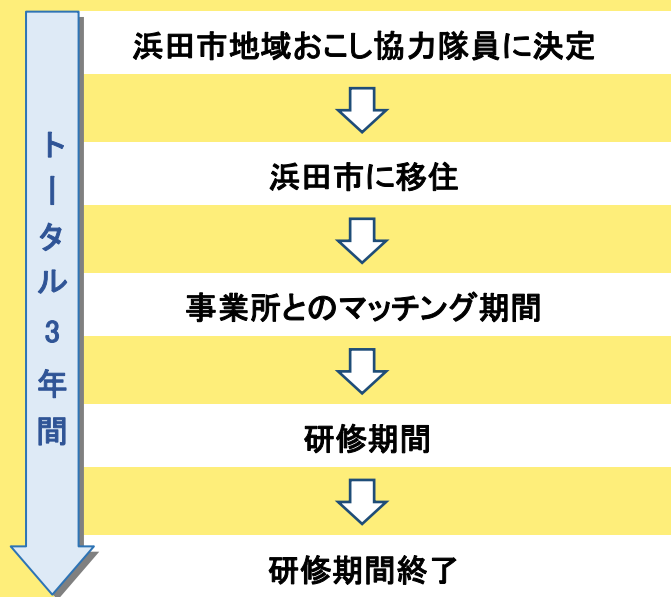 浜田市地域おこし協力隊員に決定
浜田市に移住
事業所とのマッチング期間
研修期間
研修期間終了
トータル3年間